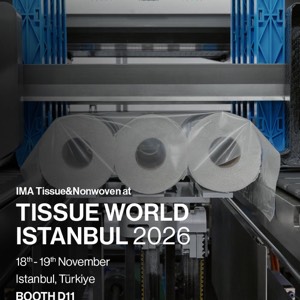 IMA Tissue&Nonwoven at
TISSUE WORLD
ISTANBUL 2026
18th - 19th November
Istanbul, Türkiye
BOOTH D11